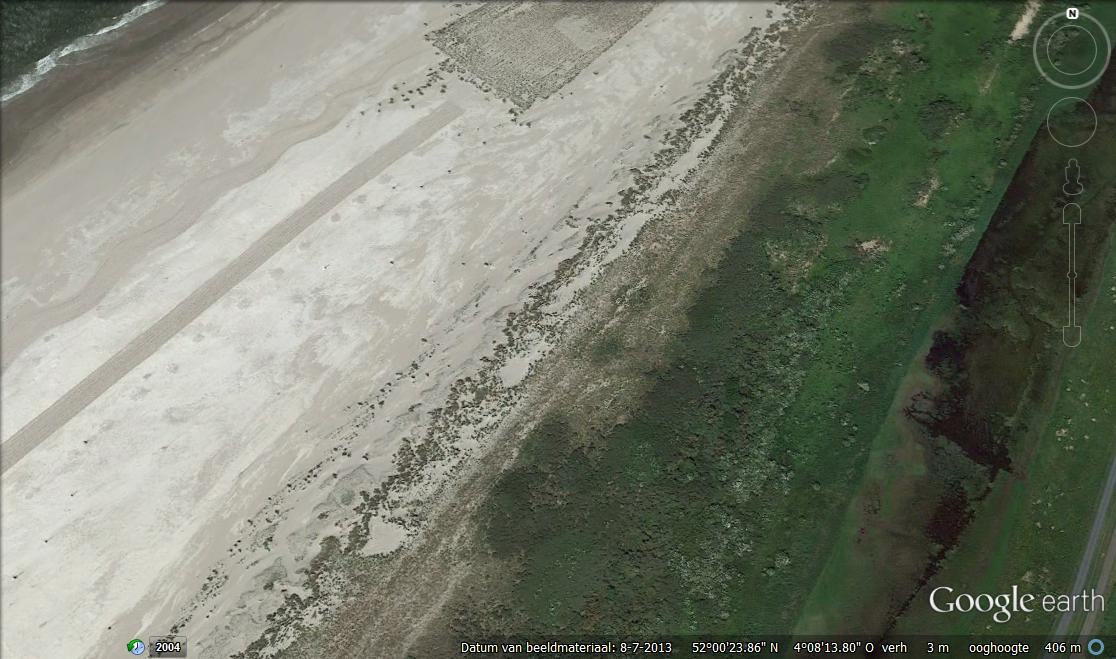 N
Google earth
2004
Datum van beeldmateriaal: 8-7-2013 52°00'23.86" N 4°08'13.80" O verh 3 m ooghoogte 406 m